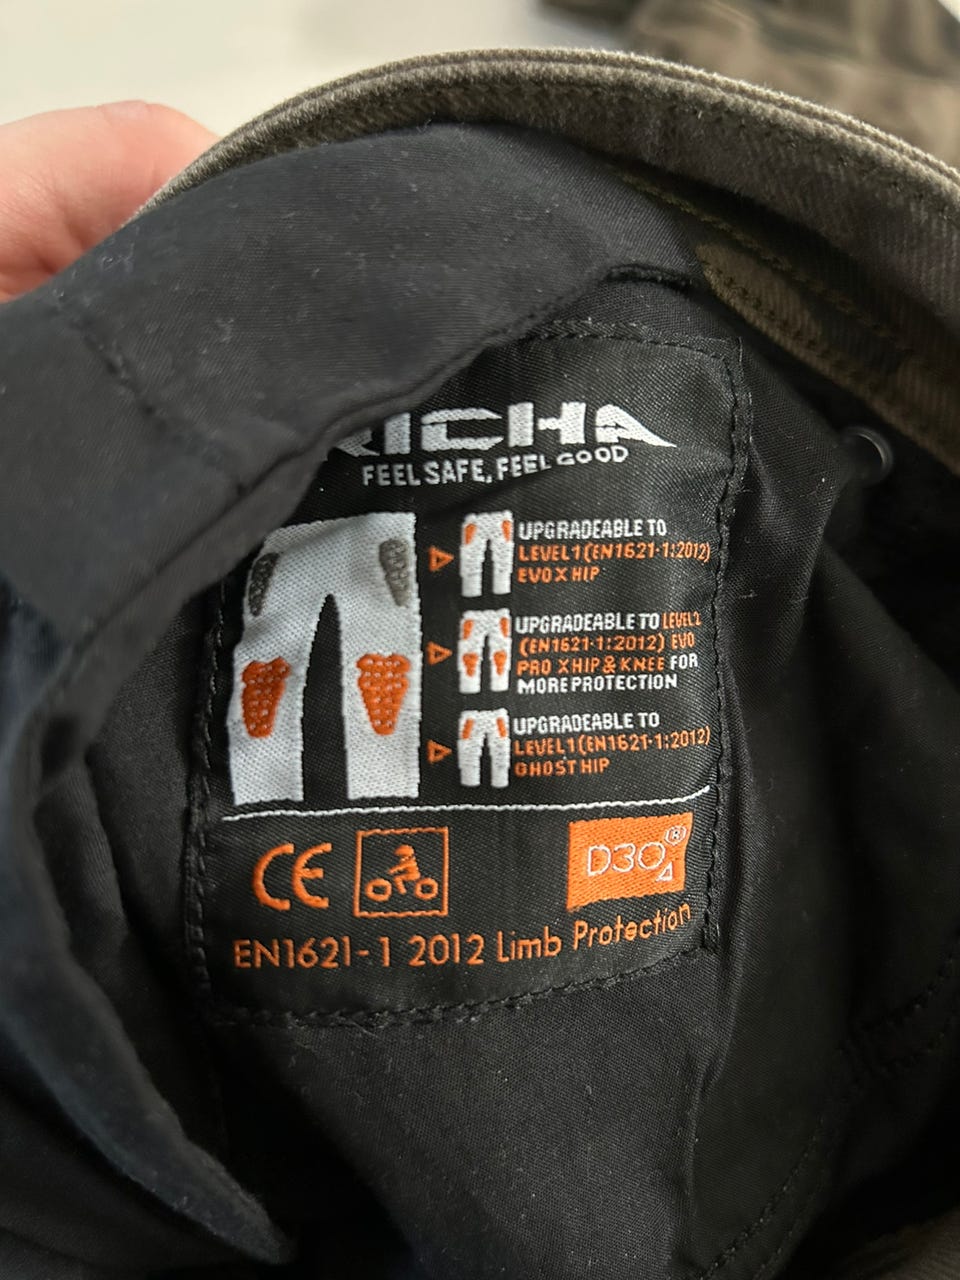 RICHA
FEEL SAFE, FEEL GOOD
UPGRADEABLE TO
LEVEL 1 (EN1621-1:2012)
EVO X HIP
UPGRADEABLE TO LEVEL 2
(EN1621-1:2012) EVO
PRO X HIP & KNEE FOR
MORE PROTECTION
UPGRADEABLE TO
LEVEL 1 (EN1621-1:2012)
GHOST HIP
CE
D3O®
EN1621-1 2012 Limb Protection